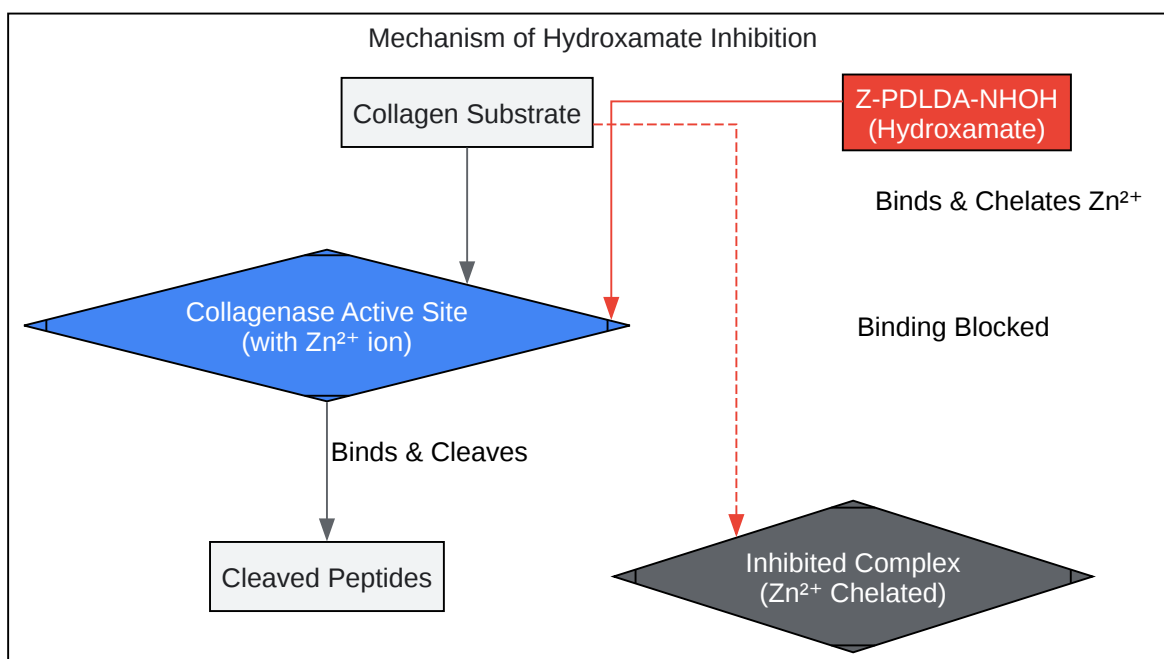 Mechanism of Hydroxamate Inhibition
Collagen Substrate
Z-PDLDA-NHOH
(Hydroxamate)
Binds & Chelates Zn²⁺
Collagenase Active Site
(with Zn²⁺ ion)
Binding Blocked
Binds & Cleaves
Cleaved Peptides
Inhibited Complex
(Zn²⁺ Chelated)